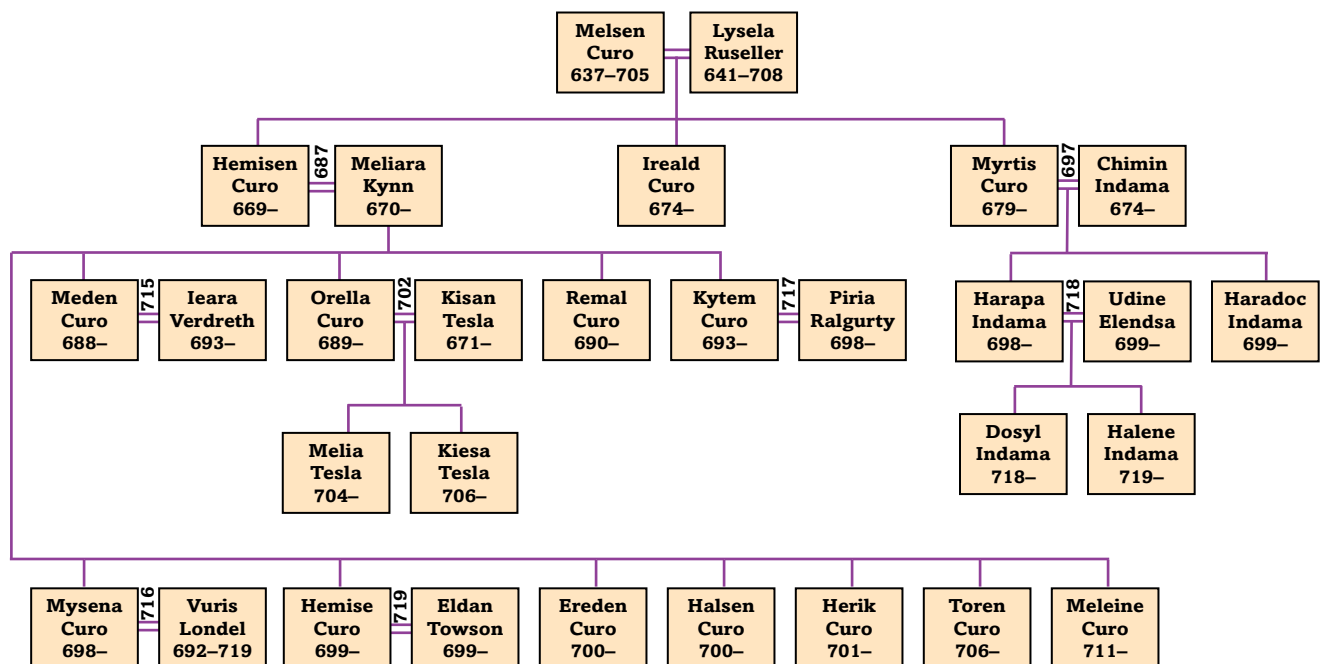 Melsen
Curo
637–705
Lysela
Ruseller
641–708
Hemisen
Curo
669–
687
Meliara
Kynn
670–
Ireald
Curo
674–
Myrtis
Curo
679–
697
Chimin
Indama
674–
Meden
Curo
688–
715
Ieara
Verdreth
693–
Orella
Curo
689–
702
Kisan
Tesla
671–
Remal
Curo
690–
Kytem
Curo
693–
717
Piria
Ralgurty
698–
Harapa
Indama
698–
718
Udine
Elendsa
699–
Haradoc
Indama
699–
Melia
Tesla
704–
Kiesa
Tesla
706–
Dosyl
Indama
718–
Halene
Indama
719–
Mysena
Curo
698–
716
Vuris
Londel
692–719
Hemise
Curo
699–
719
Eldan
Towson
699–
Ereden
Curo
700–
Halsen
Curo
700–
Herik
Curo
701–
Toren
Curo
706–
Meleine
Curo
711–